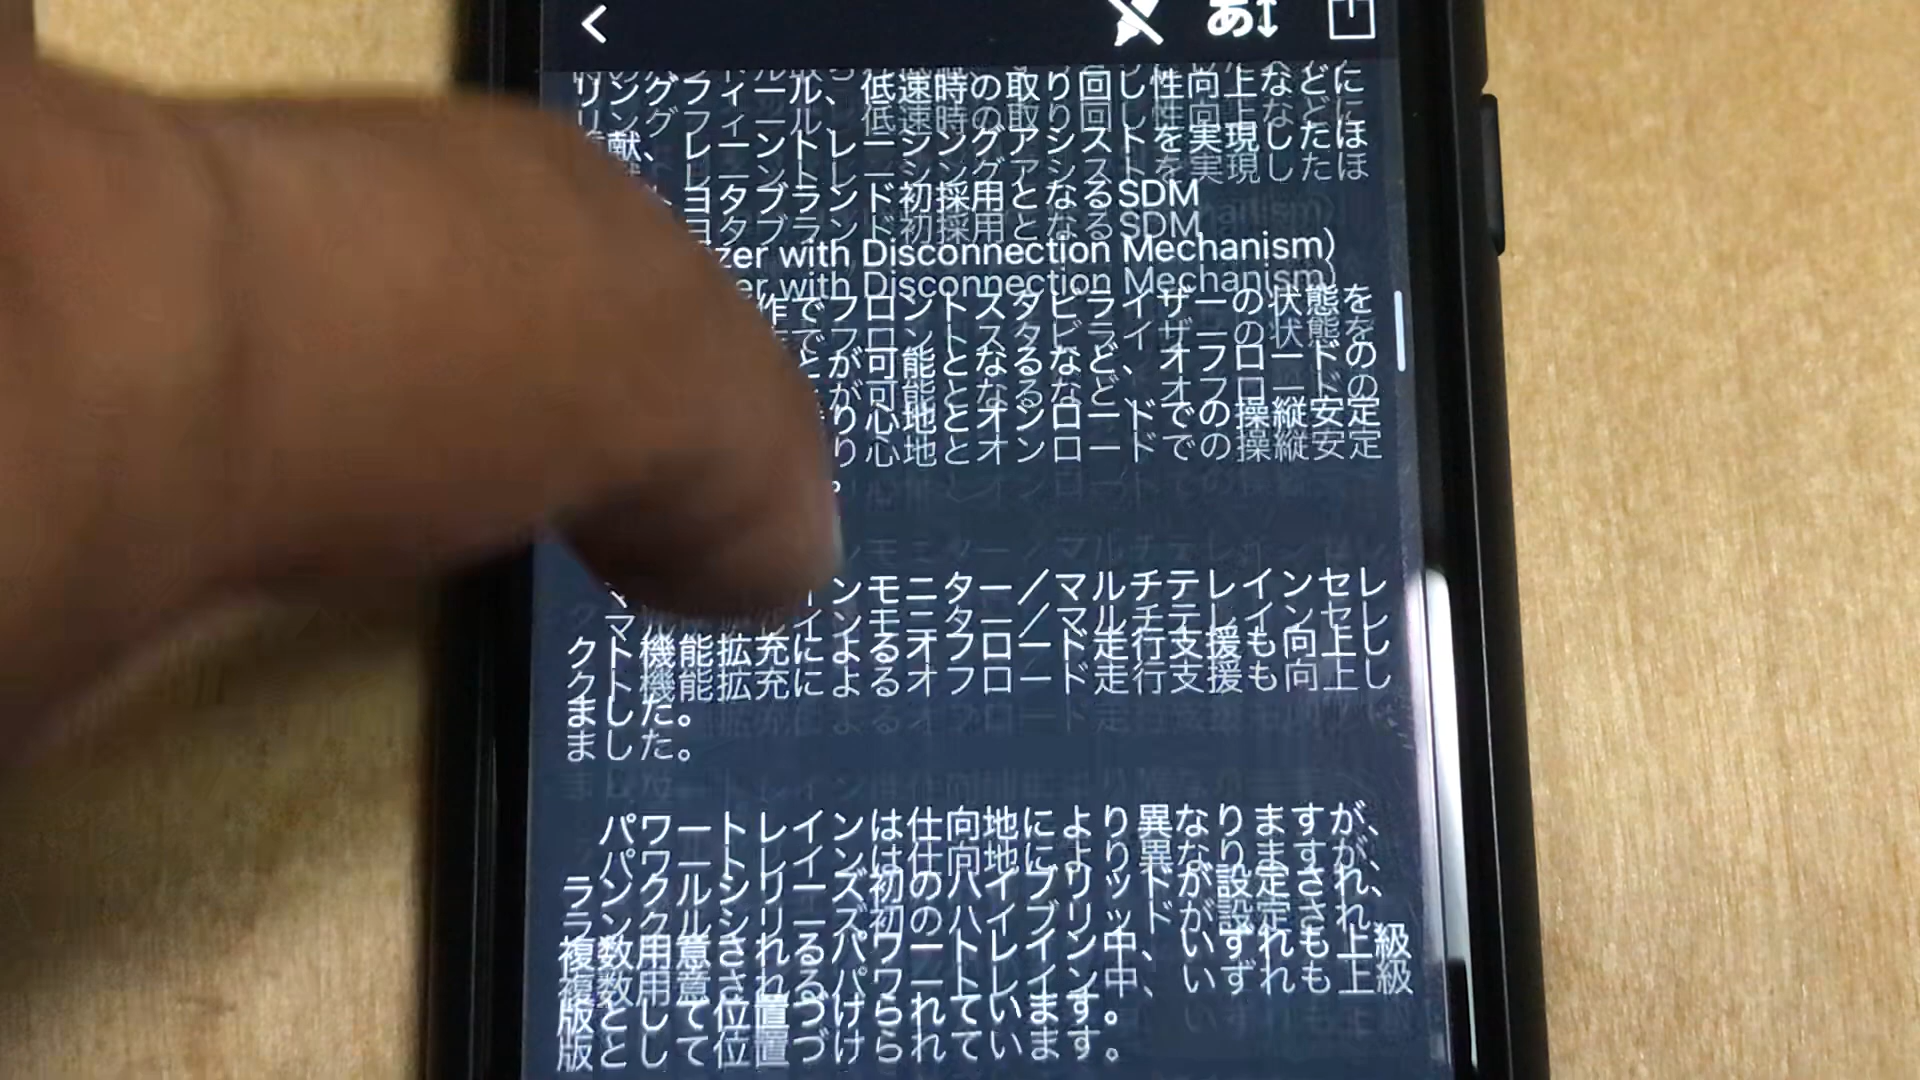 あ
リングフィール、低速時の取り回し性向上などに
献、レーントレーシングアシストを実現したほ
ヨタブランド初採用となるSDM
zer with Disconnection Mechanism）
作でフロントスタビライザーの状態を
とが可能となるなど、オフロードの
り心地とオンロードでの操縦安定
。
インモニター／マルチテレインセレ
クト機能拡充によるオフロード走行支援も向上し
ました。
パワートレインは仕向地により異なりますが、
ランクルシリーズ初のハイブリッドが設定され、
複数用意されるパワートレイン中、いずれも上級
版として位置づけられています。